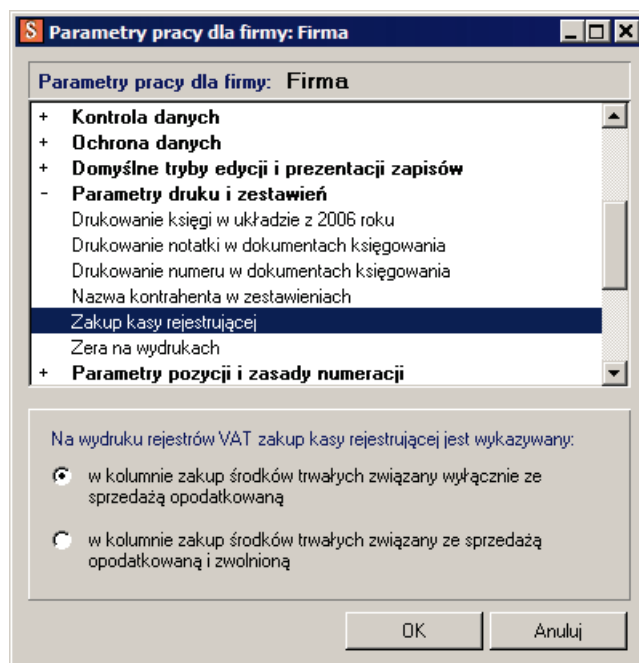 S Parametry pracy dla firmy: Firma
Parametry pracy dla firmy: Firma
+ Kontrola danych
+ Ochrona danych
+ Domyślne tryby edycji i prezentacji zapisów
- Parametry druku i zestawień
Drukowanie księgi w układzie z 2006 roku
Drukowanie notatki w dokumentach księgowania
Drukowanie numeru w dokumentach księgowania
Nazwa kontrahenta w zestawieniach
Zakup kasy rejestrującej
Zera na wydrukach
+ Parametry pozycji i zasady numeracji
Na wydruku rejestrów VAT zakup kasy rejestrującej jest wykazywany:
w kolumnie zakup środków trwałych związany wyłącznie ze
sprzedażą opodatkowaną
w kolumnie zakup środków trwałych związany ze sprzedażą
opodatkowaną i zwolnioną
OK Anuluj